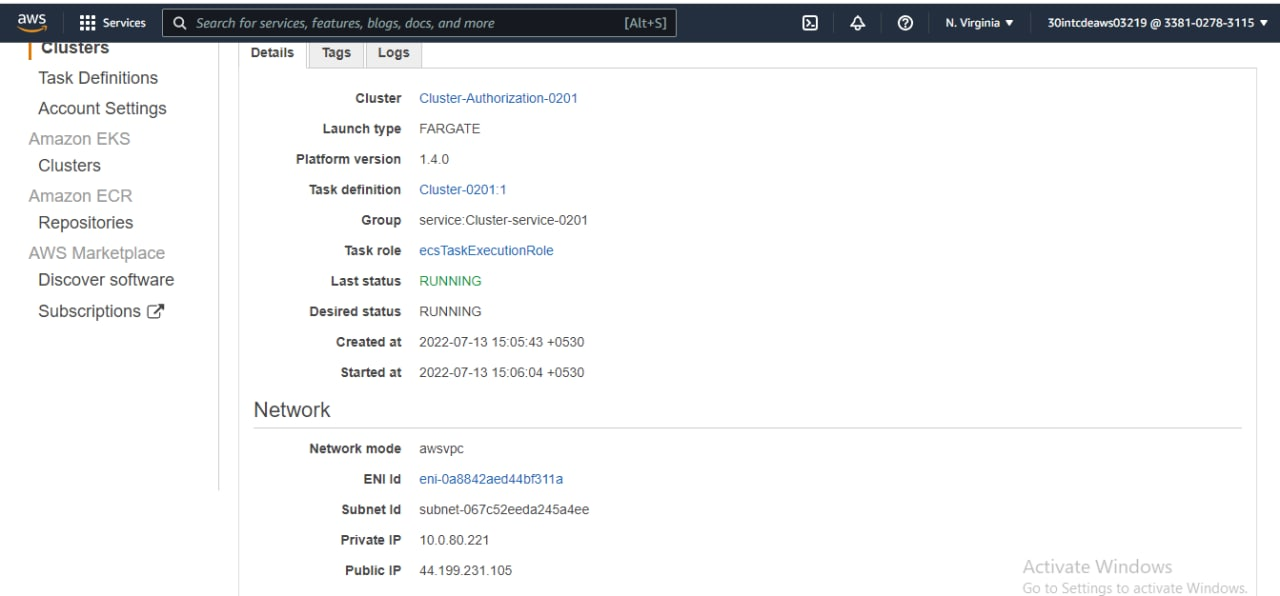 aws Services Search for services, features, blogs, docs, and more [Alt+S] N. Virginia 30intcdeaws03219 @ 3381-0278-3115
Clusters
Task Definitions
Account Settings
Amazon EKS
Clusters
Amazon ECR
Repositories
AWS Marketplace
Discover software
Subscriptions
Details Tags Logs
Cluster Cluster-Authorization-0201
Launch type FARGATE
Platform version 1.4.0
Task definition Cluster-0201:1
Group service:Cluster-service-0201
Task role ecsTaskExecutionRole
Last status RUNNING
Desired status RUNNING
Created at 2022-07-13 15:05:43 +0530
Started at 2022-07-13 15:06:04 +0530
Network
Network mode awsvpc
ENI Id eni-0a8842aed44bf311a
Subnet Id subnet-067c52eeda245a4ee
Private IP 10.0.80.221
Public IP 44.199.231.105
Activate Windows
Go to Settings to activate Windows.